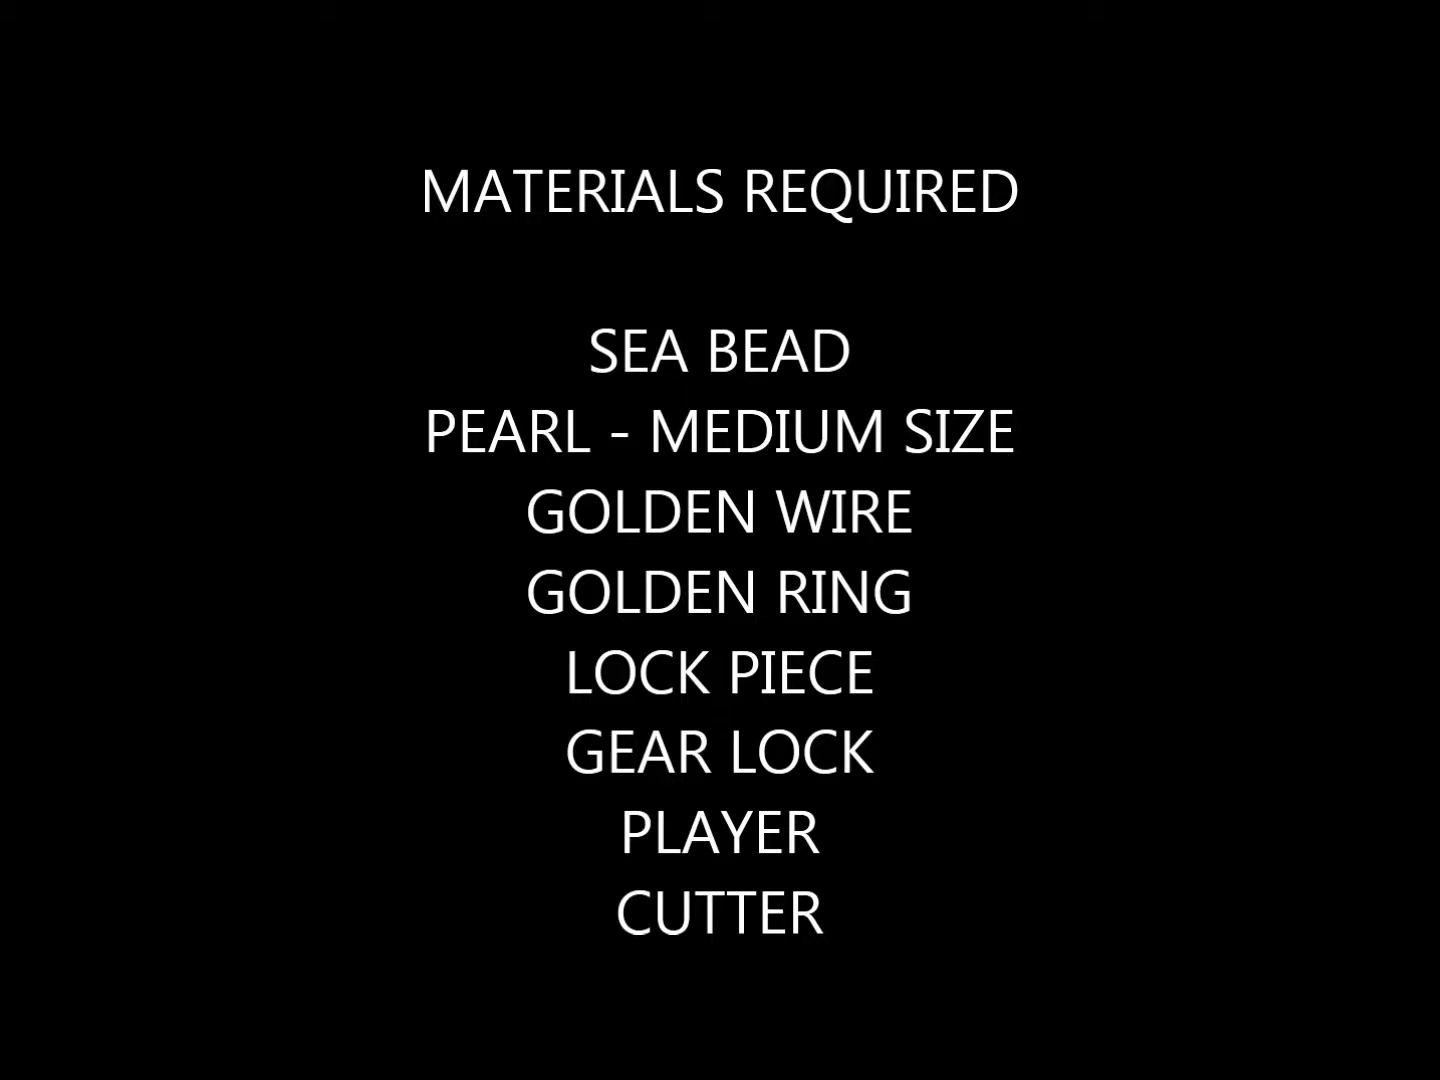 MATERIALS REQUIRED
SEA BEAD
PEARL - MEDIUM SIZE
GOLDEN WIRE
GOLDEN RING
LOCK PIECE
GEAR LOCK
PLAYER
CUTTER